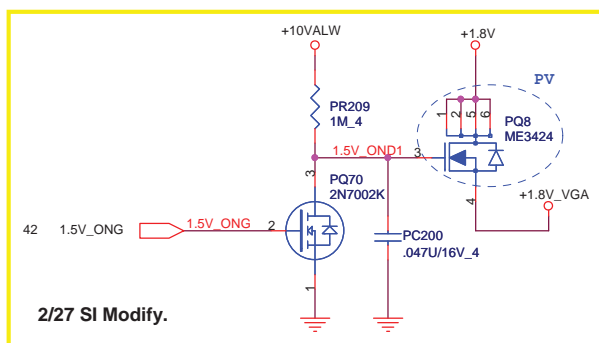 +10VALW
+1.8V
PV
PR209
1M_4
1
2
5
6
PQ8
ME3424
1.5V_OND1
3
3
4
+1.8V_VGA
PQ70
2N7002K
42
1.5V_ONG
1.5V_ONG
2
1
PC200
.047U/16V_4
2/27 SI Modify.